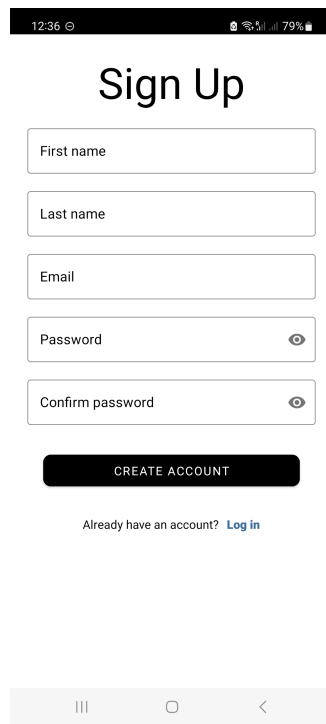 12:36
79%
Sign Up
First name
Last name
Email
Password
Confirm password
CREATE ACCOUNT
Already have an account? Log in